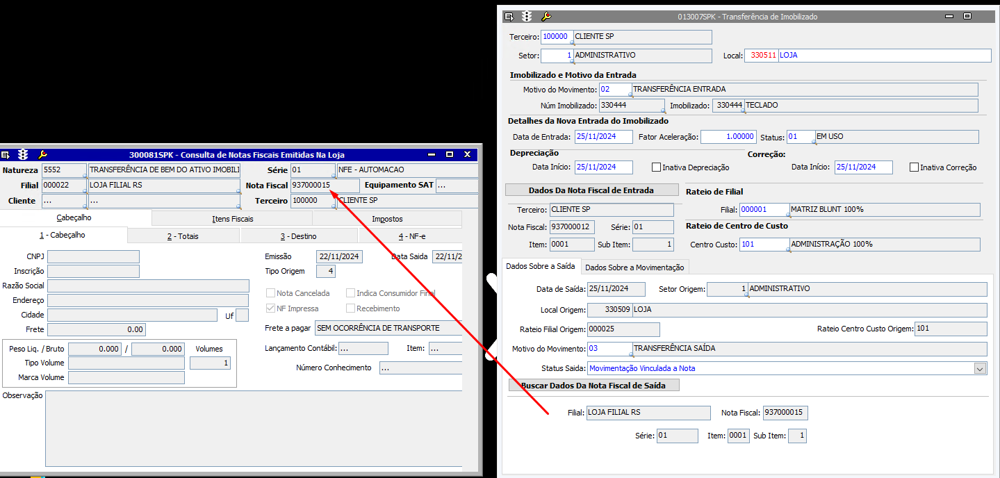 013007SPK - Transferência de Imobilizado
Terceiro: 100000 CLIENTE SP
Setor: 1 ADMINISTRATIVO Local: 330511 LOJA
Imobilizado e Motivo da Entrada
Motivo do Movimento: 02 TRANSFERÊNCIA ENTRADA
Núm Imobilizado: 330444 Imobilizado: 330444 TECLADO
Detalhes da Nova Entrada do Imobilizado
Data de Entrada: 25/11/2024 Fator Aceleração: 1.00000 Status: 01 EM USO
Depreciação Correção:
Data Início: 25/11/2024 Inativa Depreciação Data Início: 25/11/2024 Inativa Correção
Dados Da Nota Fiscal de Entrada Rateio de Filial
Terceiro: CLIENTE SP Filial: 000001 MATRIZ BLUNT 100%
Nota Fiscal: 937000012 Série: 01 Rateio de Centro de Custo
Item: 0001 Sub Item: 1 Centro Custo: 101 ADMINISTRAÇÃO 100%
Dados Sobre a Saída Dados Sobre a Movimentação
Data de Saída: 25/11/2024 Setor Origem: 1 ADMINISTRATIVO
Local Origem: 330509 LOJA
Rateio Filial Origem: 000025 Rateio Centro Custo Origem: 101
Motivo do Movimento: 03 TRANSFERÊNCIA SAÍDA
Status Saida: Movimentação Vinculada a Nota
Buscar Dados Da Nota Fiscal de Saída
Filial: LOJA FILIAL RS Nota Fiscal: 937000015
Série: 01 Item: 0001 Sub Item: 1
300081SPK - Consulta de Notas Fiscais Emitidas Na Loja
Natureza 5552 TRANSFERÊNCIA DE BEM DO ATIVO IMOBILI Série 01 NFE - AUTOMACAO
Filial 000022 LOJA FILIAL RS Nota Fiscal 937000015 Equipamento SAT ...
Cliente ... ... Terceiro 100000 CLIENTE SP
Cabeçalho Itens Fiscais Impostos
1 - Cabeçalho 2 - Totais 3 - Destino 4 - NF-e
CNPJ Emissão 22/11/2024 Data Saida 22/11/2
Inscrição Tipo Origem 4
Razão Social
Nota Cancelada Indica Consumidor Final
Endereço
NF Impressa Recebimento
Cidade Uf
Frete 0.00 Frete a pagar SEM OCORRÊNCIA DE TRANSPORTE
Peso Liq. / Bruto 0.000 / 0.000 Volumes Lançamento Contábil: ... Item: ...
Tipo Volume 1
Número Conhecimento ...
Marca Volume
Observação